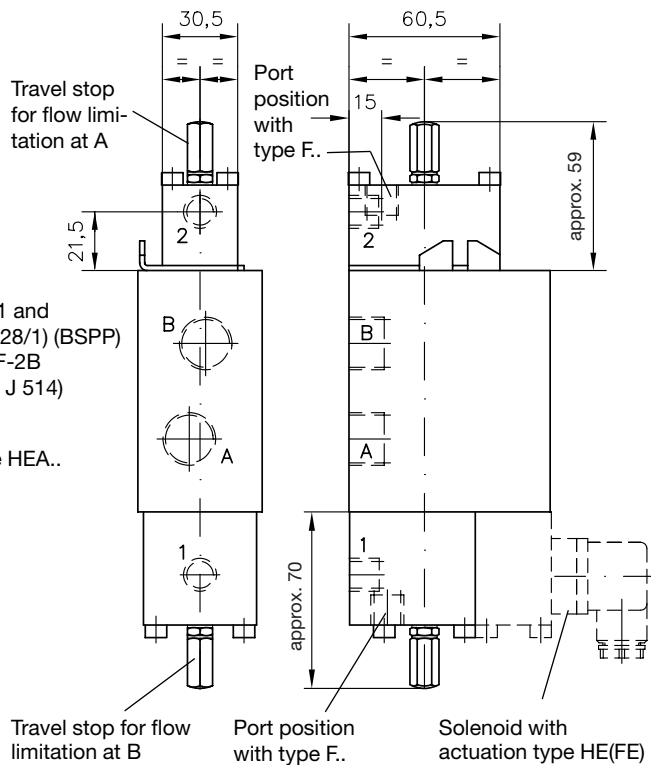 30,5
60,5
= =
= =
Travel stop
for flow limi-
tation at A
Port
position
with
type F..
15
approx. 59
21,5
2
2
1 and
28/1) (BSPP)
F-2B
J 514)
e HEA..
B
B
A
A
1
1
approx. 70
Travel stop for flow
limitation at B
Port position
with type F..
Solenoid with
actuation type HE(FE)